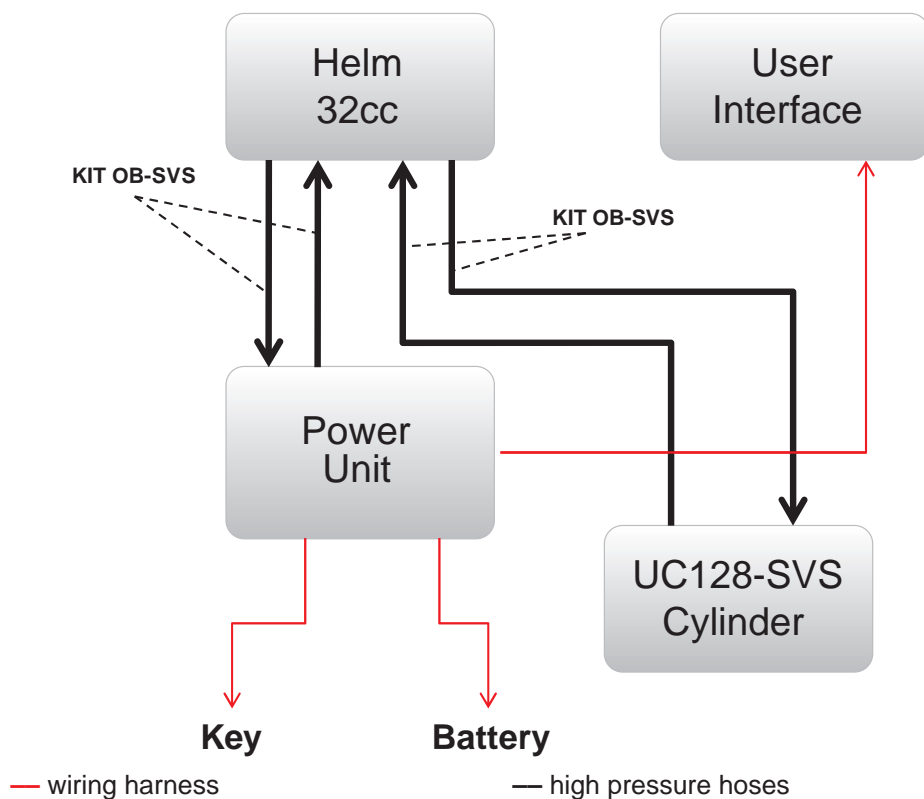 Helm
32cc
User
Interface
KIT OB-SVS
KIT OB-SVS
Power
Unit
UC128-SVS
Cylinder
Key
Battery
wiring harness
high pressure hoses